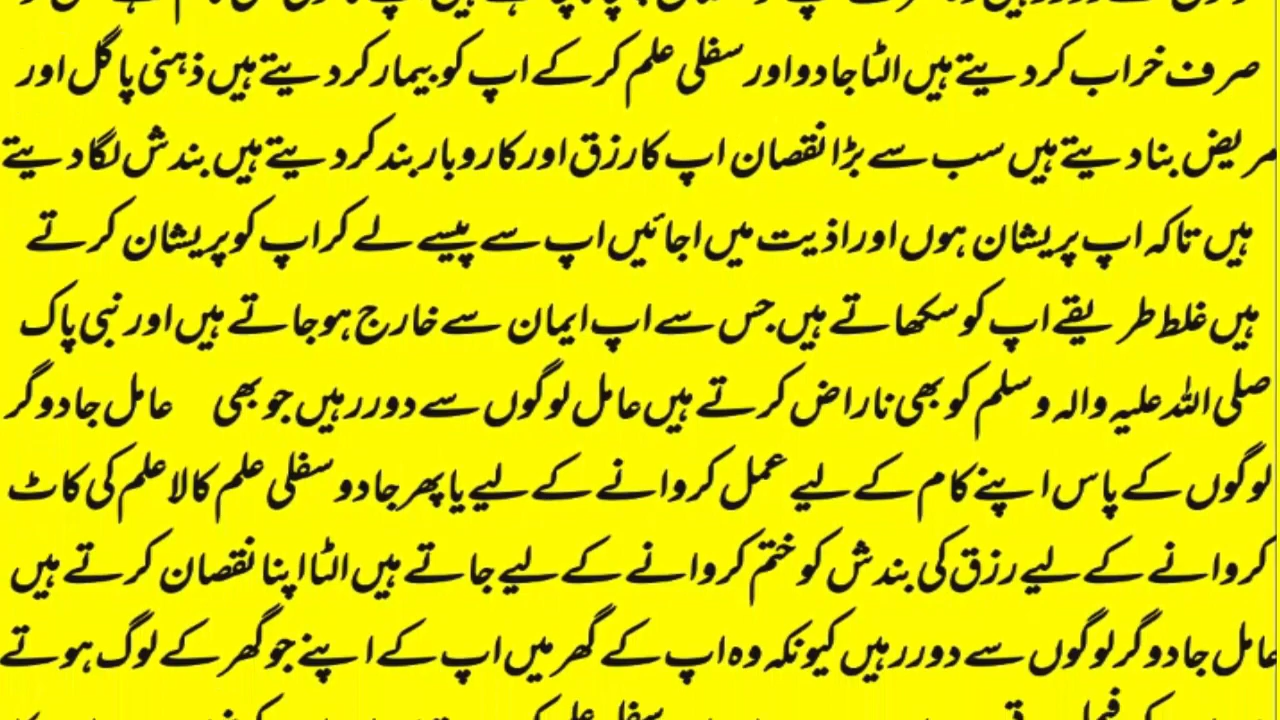 صرف خراب کر دیتے ہیں الٹا جادو اور سفلی علم کر کے اپ کو بیمار کر دیتے ہیں ذہنی پاگل اور
مریض بنا دیتے ہیں سب سے بڑا نقصان اپ کا رزق اور کاروبار بند کر دیتے ہیں بندش لگا دیتے
ہیں تاکہ اپ پریشان ہوں اور اذیت میں اجائیں اپ سے پیسے لے کر اپ کو پریشان کرتے
ہیں غلط طریقے اپ کو سکھاتے ہیں جس سے اپ ایمان سے خارج ہو جاتے ہیں اور نبی پاک
صلی اللہ علیہ والہ وسلم کو بھی ناراض کرتے ہیں عامل لوگوں سے دور رہیں جو بھی عامل جادوگر
لوگوں کے پاس اپنے کام کے لیے عمل کروانے کے لیے یا پھر جادو سفلی علم کالا علم کی کاٹ
کروانے کے لیے رزق کی بندش کو ختم کروانے کے لیے جاتے ہیں الٹا اپنا نقصان کرتے ہیں
عامل جادوگر لوگوں سے دور رہیں کیونکہ وہ اپ کے گھر میں اپ کے اپنے جو گھر کے لوگ ہوتے